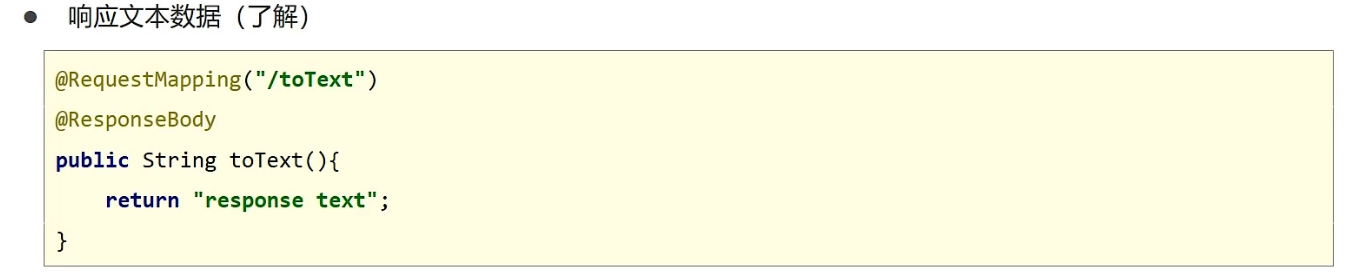 ● 响应文本数据（了解）
@RequestMapping("/toText")
@ResponseBody
public String toText(){
    return "response text";
}